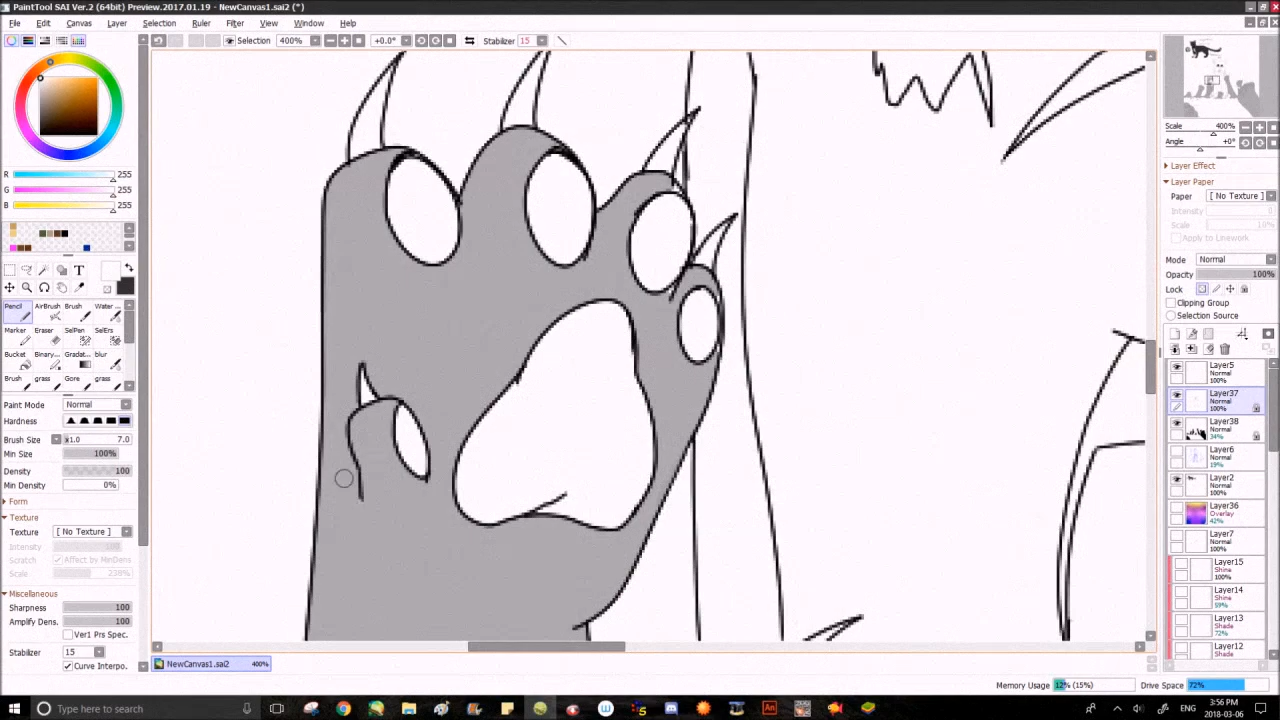 PaintTool SAI Ver.2 (64bit) Preview.2017.01.19 - NewCanvas1.sai2 (*)
File Edit Canvas Layer Selection Ruler Filter View Window Help
Selection 400% +0.0° Stabilizer 15
R 255
G 255
B 255
T
Pencil AirBrush Brush Water ...
Marker Eraser SelPen SelErs
Bucket Binary... Gradat... blur
Brush grass Gore grass
Paint Mode Normal
Hardness
Brush Size x1.0 7.0
Min Size 100%
Density 100
Min Density 0%
Form
Texture
Texture [ No Texture ]
Intensity 100
Scratch Affect by MinDens
Scale 238%
Miscellaneous
Sharpness 100
Amplify Dens. 100
Ver1 Prs Spec.
Stabilizer 15
Curve Interpo.
NewCanvas1.sai2 400%
Scale 400%
Angle +0°
Layer Effect
Layer Paper
Paper [ No Texture ]
Intensity
Scale
Apply to Linework
Mode Normal
Opacity 100%
Lock
Clipping Group
Selection Source
Layer5
Normal
100%
Layer37
Normal
100%
Layer38
Normal
34%
Layer6
Normal
19%
Layer2
Normal
100%
Layer36
Overlay
42%
Layer7
Normal
100%
Layer15
Shine
100%
Layer14
Shine
59%
Layer13
Shade
72%
Layer12
Shade
Memory Usage 12% (15%) Drive Space 72%
Type here to search
ENG
3:56 PM
2018-03-06